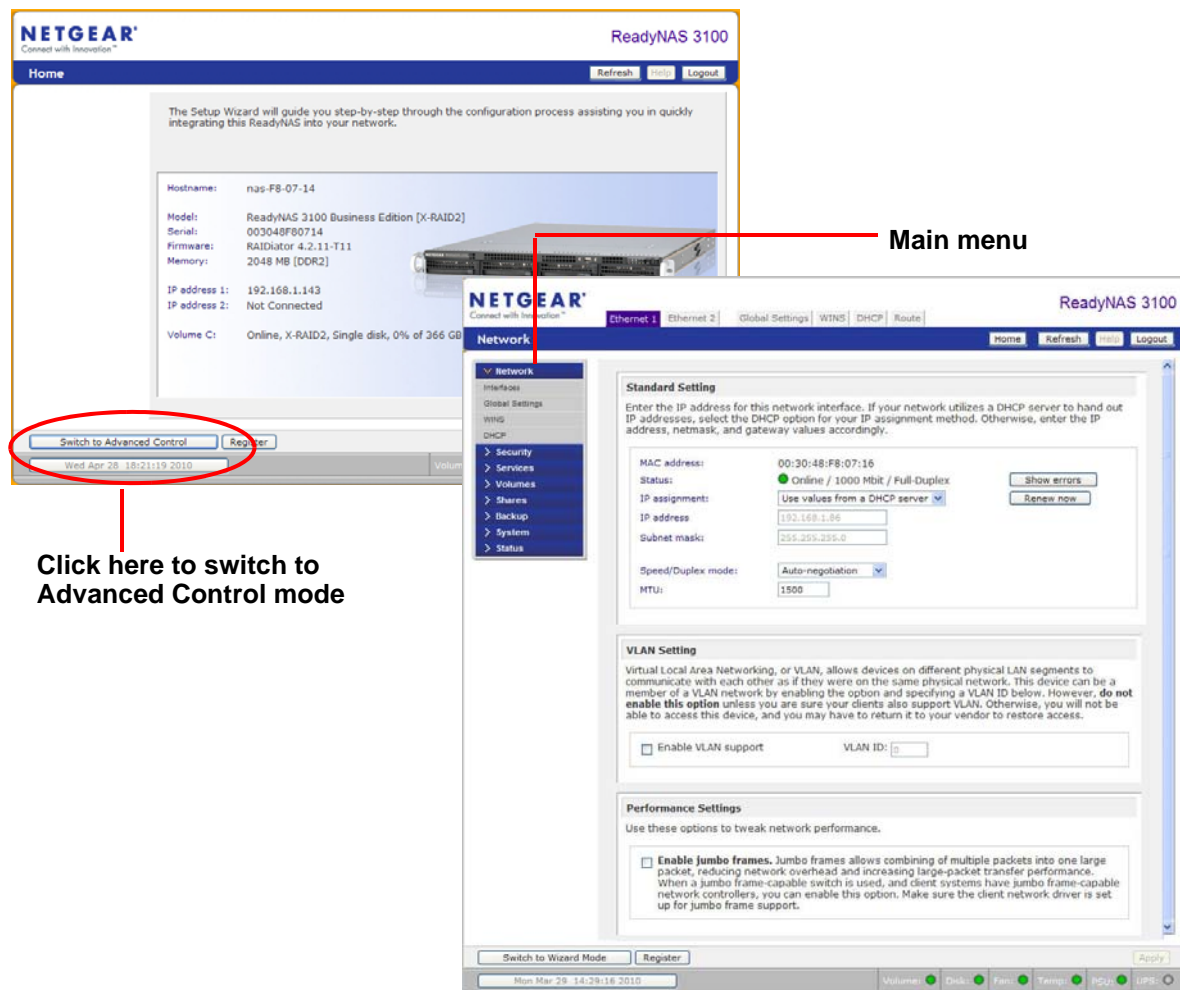 NETGEAR®
Connect with Innovation™
ReadyNAS 3100
Home
Refresh
Help
Logout
The Setup Wizard will guide you step-by-step through the configuration process assisting you in quickly
integrating this ReadyNAS into your network.
Hostname: nas-F8-07-14
Model: ReadyNAS 3100 Business Edition [X-RAID2]
Serial: 003048F80714
Firmware: RAIDiator 4.2.11-T11
Memory: 2048 MB [DDR2]
IP address 1: 192.168.1.143
IP address 2: Not Connected
Volume C: Online, X-RAID2, Single disk, 0% of 366 GB
Switch to Advanced Control
Register
Wed Apr 28 18:21:19 2010
Volum
Click here to switch to
Advanced Control mode
Main menu
NETGEAR®
Connect with Innovation™
ReadyNAS 3100
Ethernet 1
Ethernet 2
Global Settings
WINS
DHCP
Route
Network
Home
Refresh
Help
Logout
Network
Interfaces
Global Settings
WINS
DHCP
> Security
> Services
> Volumes
> Shares
> Backup
> System
> Status
Standard Setting
Enter the IP address for this network interface. If your network utilizes a DHCP server to hand out
IP addresses, select the DHCP option for your IP assignment method. Otherwise, enter the IP
address, netmask, and gateway values accordingly.
MAC address: 00:30:48:F8:07:16
Status: Online / 1000 Mbit / Full-Duplex
Show errors
IP assignment: Use values from a DHCP server
Renew now
IP address 192.168.1.86
Subnet mask: 255.255.255.0
Speed/Duplex mode: Auto-negotiation
MTU: 1500
VLAN Setting
Virtual Local Area Networking, or VLAN, allows devices on different physical LAN segments to
communicate with each other as if they were on the same physical network. This device can be a
member of a VLAN network by enabling the option and specifying a VLAN ID below. However, do not
enable this option unless you are sure your clients also support VLAN. Otherwise, you will not be
able to access this device, and you may have to return it to your vendor to restore access.
Enable VLAN support
VLAN ID: 0
Performance Settings
Use these options to tweak network performance.
Enable jumbo frames. Jumbo frames allows combining of multiple packets into one large
packet, reducing network overhead and increasing large-packet transfer performance.
When a jumbo frame-capable switch is used, and client systems have jumbo frame-capable
network controllers, you can enable this option. Make sure the client network driver is set
up for jumbo frame support.
Switch to Wizard Mode
Register
Apply
Mon Mar 29 14:29:16 2010
Volume:
Disk:
Fan:
Temp:
PSU:
UPS: